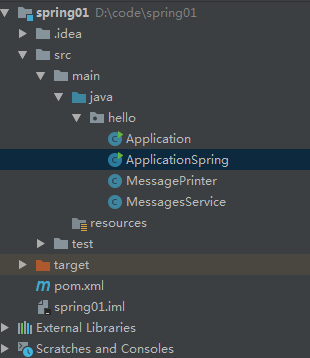 spring01 D:\code\spring01
.idea
src
main
java
hello
Application
ApplicationSpring
MessagePrinter
MessagesService
resources
test
target
pom.xml
spring01.iml
External Libraries
Scratches and Consoles